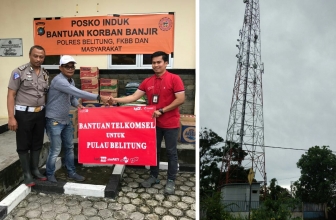 POSKO INDUK
BANTUAN KORBAN BANJIR
POLRES BELITUNG, FKBB dan
MASYARAKAT
BANTUAN TELKOMSEL
UNTUK
PULAU BELITUNG